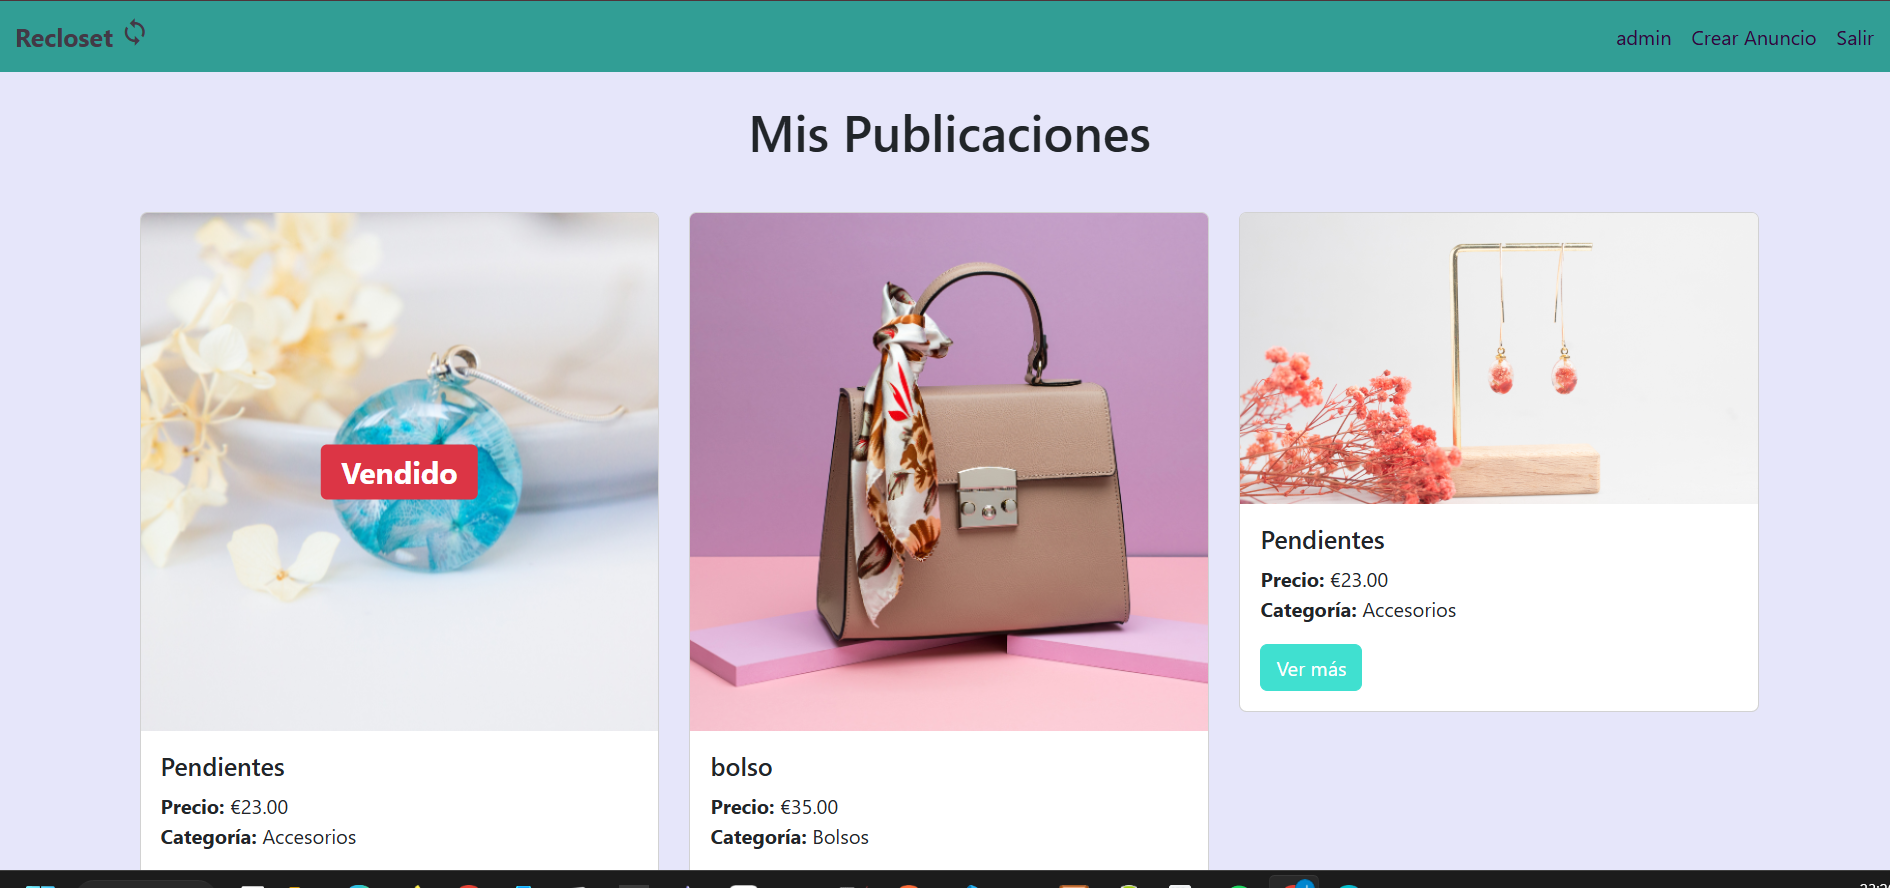 Recloset
admin Crear Anuncio Salir
Mis Publicaciones
Vendido
Pendientes
Precio: €23.00
Categoría: Accesorios
bolso
Precio: €35.00
Categoría: Bolsos
Pendientes
Precio: €23.00
Categoría: Accesorios
Ver más